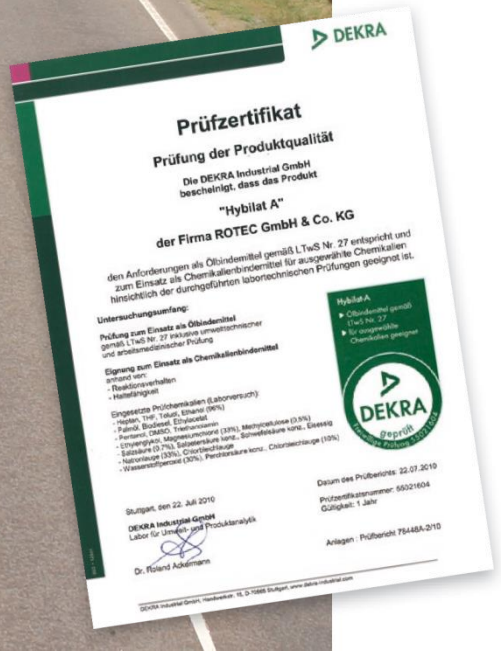 DEKRA
Prüfzertifikat
Prüfung der Produktqualität
Die DEKRA Industrial GmbH
bescheinigt, dass das Produkt
"Hybilat A"
der Firma ROTEC GmbH & Co. KG
den Anforderungen als Ölbindemittel gemäß LTwS Nr. 27 entspricht und
zum Einsatz als Chemikalienbindemittel für ausgewählte Chemikalien
hinsichtlich der durchgeführten labortechnischen Prüfungen geeignet ist.
Untersuchungsumfang:
Prüfung zum Einsatz als Ölbindemittel
gemäß LTwS Nr. 27 inklusive umwelttechnischer
und arbeitsmedizinischer Prüfung
Eignung zum Einsatz als Chemikalienbindemittel
anhand von:
- Reaktionsverhalten
- Haltefähigkeit
Eingesetzte Prüfchemikalien (Laborversuch):
- Heptan, THF, Toluol, Ethanol (96%)
- Palmöl, Biodiesel, Ethylacetat
- Pentanol, DMSO, Triethanolamin
- Ethylenglykol, Magnesiumchlorid (33%), Methylcellulose (0,5%)
- Salzsäure (0,7%), Salpetersäure konz., Schwefelsäure konz., Eisessig
- Natronlauge (33%), Chlorbleichlauge
- Wasserstoffperoxid (30%), Perchlorsäure konz., Chlorbleichlauge (10%)
Hybilat-A
Ölbindemittel gemäß
LTwS Nr. 27
für ausgewählte
Chemikalien geeignet
DEKRA
geprüft
Freiwillige Prüfung 55021604
Stuttgart, den 22. Juli 2010
DEKRA Industrial GmbH
Labor für Umwelt- und Produktanalytik
Dr. Roland Ackermann
Datum des Prüfberichts: 22.07.2010
Prüfzertifikatsnummer: 55021604
Gültigkeit: 1 Jahr
Anlagen : Prüfbericht 76448A-2/10
DEKRA Industrial GmbH, Handwerkstr. 15, D-70565 Stuttgart, www.dekra-industrial.com